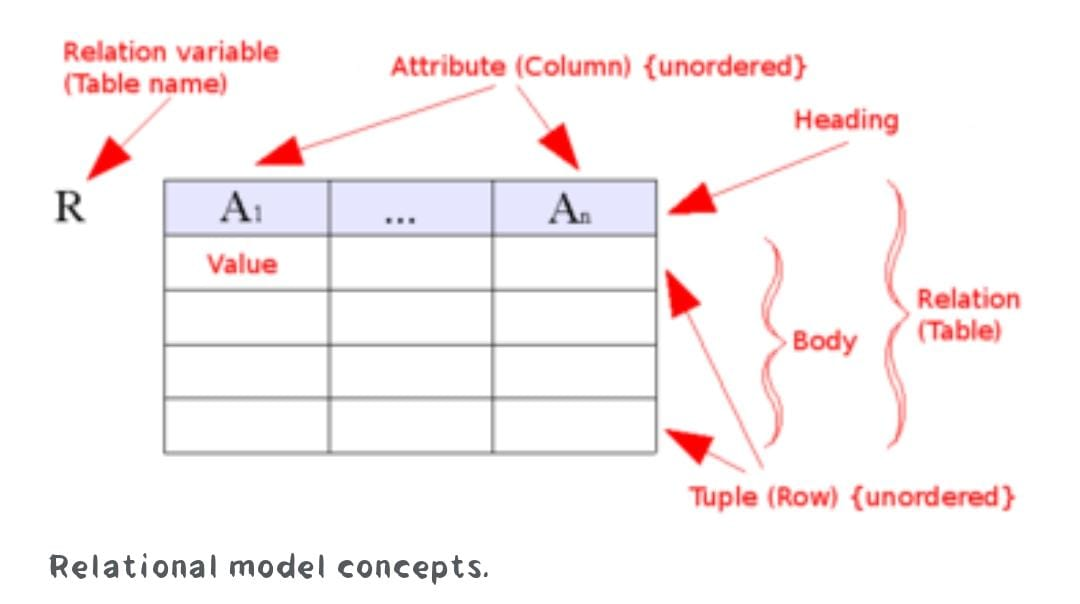 Relation variable
(Table name)
Attribute (Column) {unordered}
Heading
R
A1
...
An
Value
Body
Relation
(Table)
Tuple (Row) {unordered}
Relational model concepts.